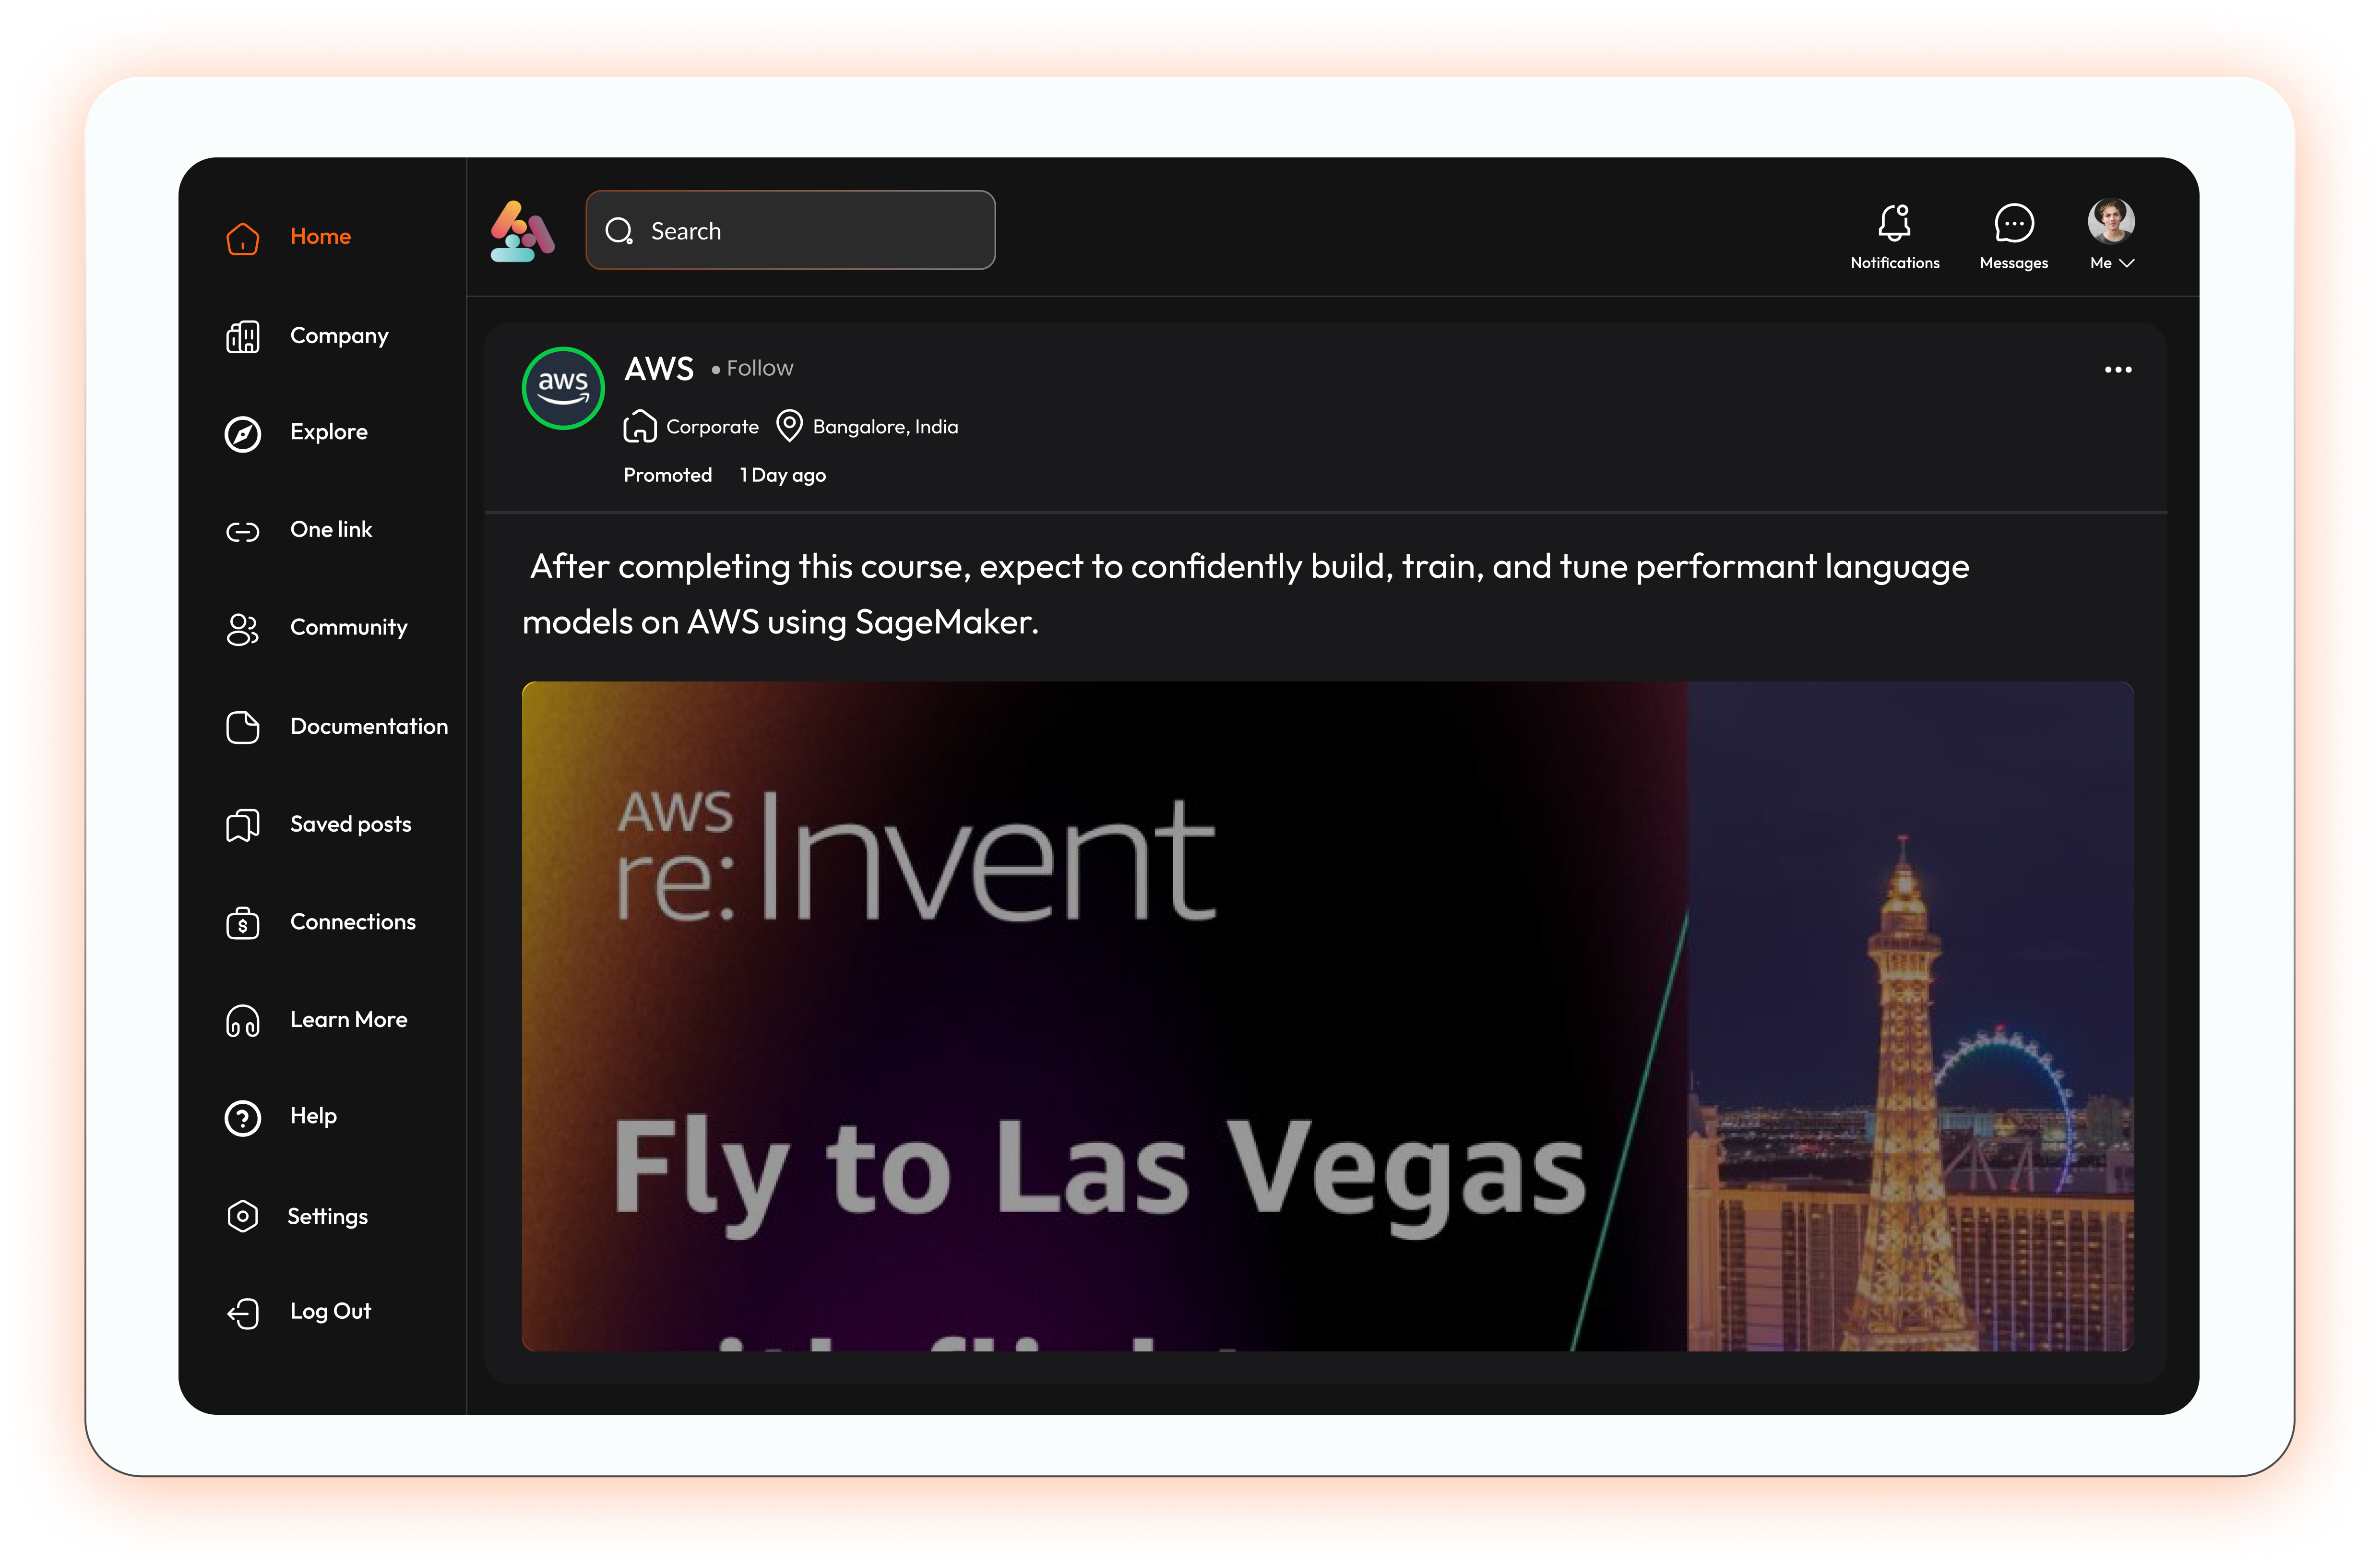 Home
Company
Explore
One link
Community
Documentation
Saved posts
Connections
Learn More
Help
Settings
Log Out
Search
Notifications
Messages
Me
aws
AWS • Follow
Corporate Bangalore, India
Promoted 1 Day ago
After completing this course, expect to confidently build, train, and tune performant language
models on AWS using SageMaker.
AWS
re:Invent
Fly to Las Vegas